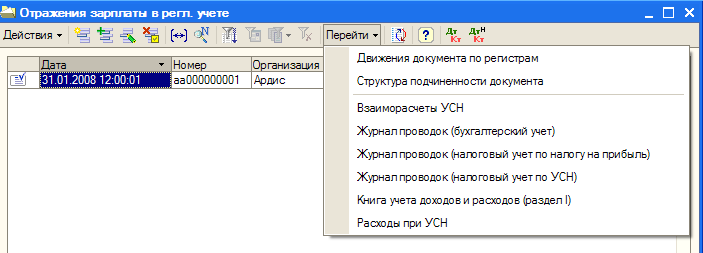 Отражения зарплаты в регл. учете
Действия
Перейти
?
Дт Кт
Дт Н Кт
Дата Номер Организация
31.01.2008 12:00:01 аа000000001 Ардис
Движения документа по регистрам
Структура подчиненности документа
Взаиморасчеты УСН
Журнал проводок (бухгалтерский учет)
Журнал проводок (налоговый учет по налогу на прибыль)
Журнал проводок (налоговый учет по УСН)
Книга учета доходов и расходов (раздел I)
Расходы при УСН